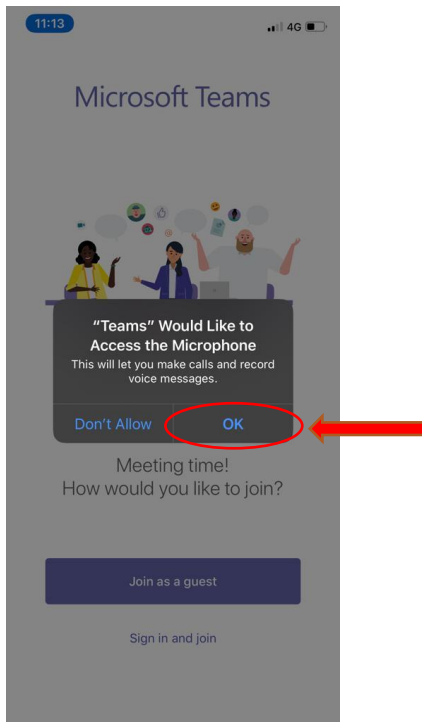 11:13
4G
Microsoft Teams
“Teams” Would Like to
Access the Microphone
This will let you make calls and record
voice messages.
Don’t Allow
OK
Meeting time!
How would you like to join?
Join as a guest
Sign in and join